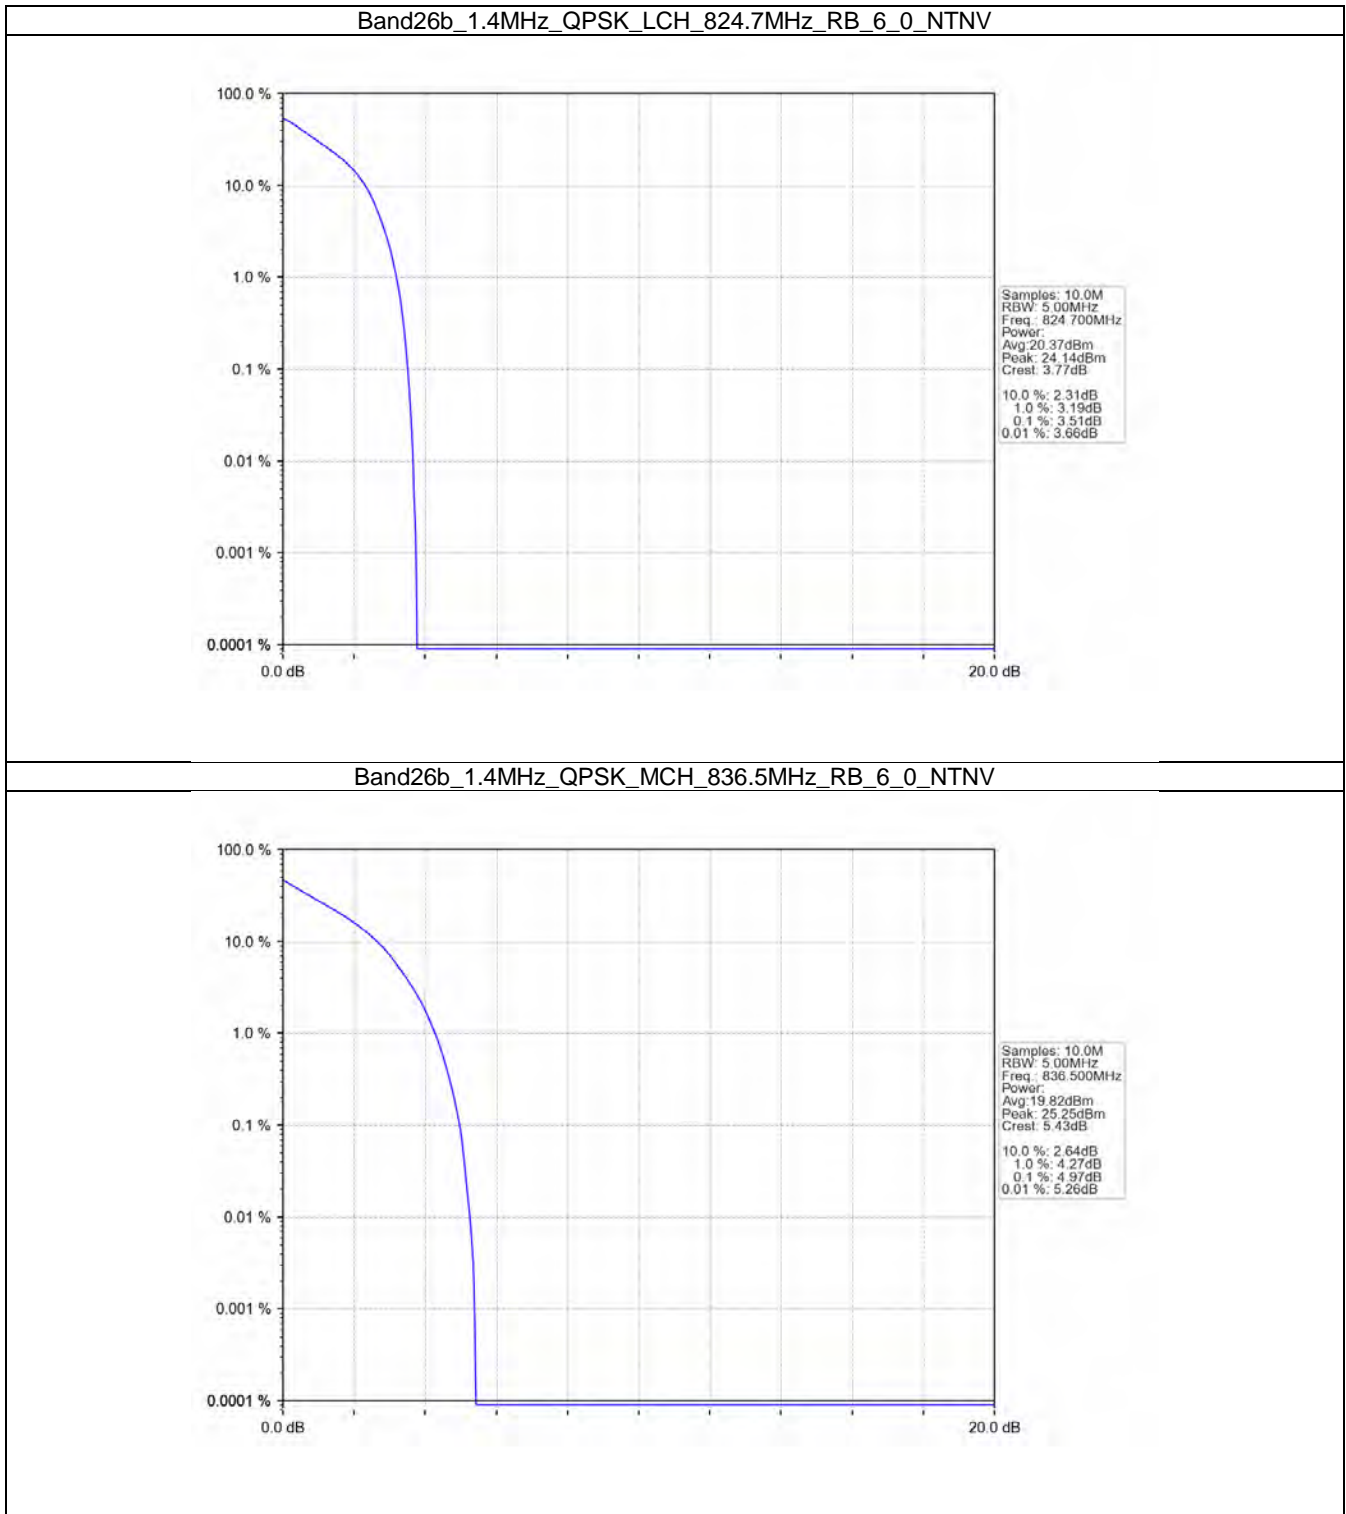 Band26b_1.4MHz_QPSK_LCH_824.7MHz_RB_6_0_NTNV
100.0 %
10.0 %
1.0 %
0.1 %
0.01 %
0.001 %
0.0001 %
0.0 dB
20.0 dB
Samples: 10.0M
RBW: 5.00MHz
Freq.: 824.700MHz
Power:
Avg:20.37dBm
Peak: 24.14dBm
Crest: 3.77dB
10.0 %: 2.31dB
1.0 %: 3.19dB
0.1 %: 3.51dB
0.01 %: 3.66dB
Band26b_1.4MHz_QPSK_MCH_836.5MHz_RB_6_0_NTNV
100.0 %
10.0 %
1.0 %
0.1 %
0.01 %
0.001 %
0.0001 %
0.0 dB
20.0 dB
Samples: 10.0M
RBW: 5.00MHz
Freq.: 836.500MHz
Power:
Avg:19.82dBm
Peak: 25.25dBm
Crest: 5.43dB
10.0 %: 2.64dB
1.0 %: 4.27dB
0.1 %: 4.97dB
0.01 %: 5.26dB